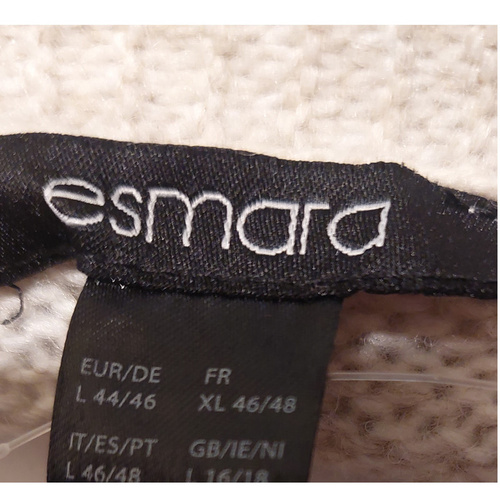 esmara
EUR/DE FR
L 44/46 XL 46/48
IT/ES/PT GB/IE/NI
L 46/48 L 16/18